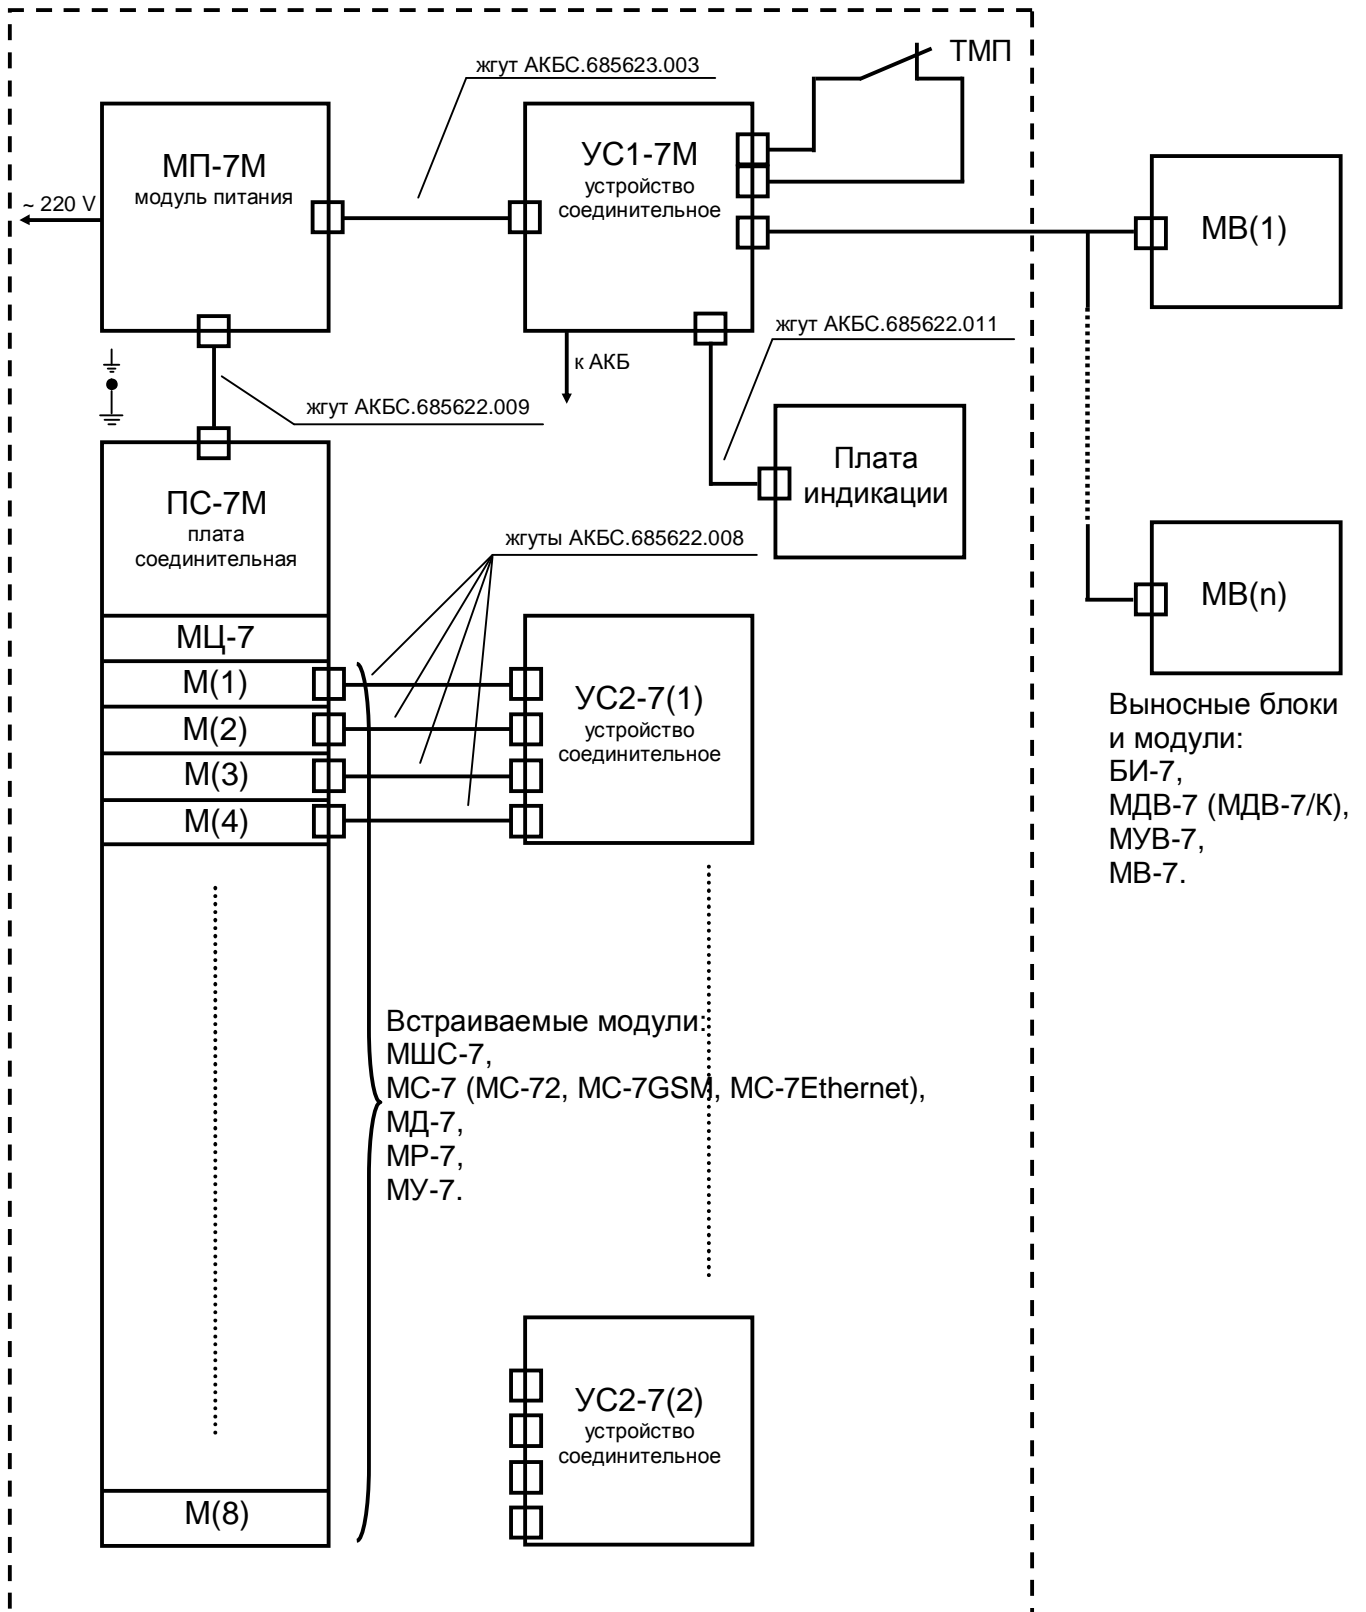 ТМП
жгут АКБС.685623.003
МП-7М
модуль питания
~ 220 V
УС1-7М
устройство
соединительное
МВ(1)
жгут АКБС.685622.011
к АКБ
жгут АКБС.685622.009
Плата
индикации
ПС-7М
плата
соединительная
жгуты АКБС.685622.008
МВ(n)
МЦ-7
М(1)
М(2)
М(3)
М(4)
УС2-7(1)
устройство
соединительное
Выносные блоки
и модули:
БИ-7,
МДВ-7 (МДВ-7/К),
МУВ-7,
МВ-7.
Встраиваемые модули:
МШС-7,
МС-7 (МС-72, МС-7GSM, МС-7Ethernet),
МД-7,
МР-7,
МУ-7.
УС2-7(2)
устройство
соединительное
М(8)